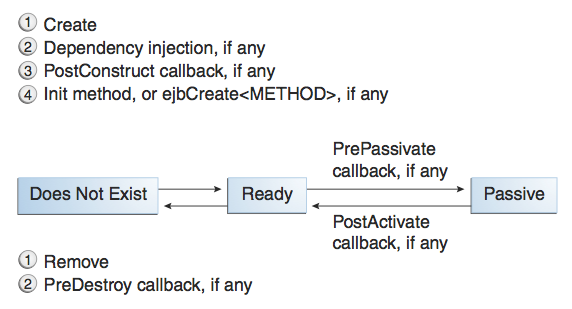 1 Create
2 Dependency injection, if any
3 PostConstruct callback, if any
4 Init method, or ejbCreate<METHOD>, if any
PrePassivate
callback, if any
Does Not Exist
Ready
Passive
PostActivate
callback, if any
1 Remove
2 PreDestroy callback, if any